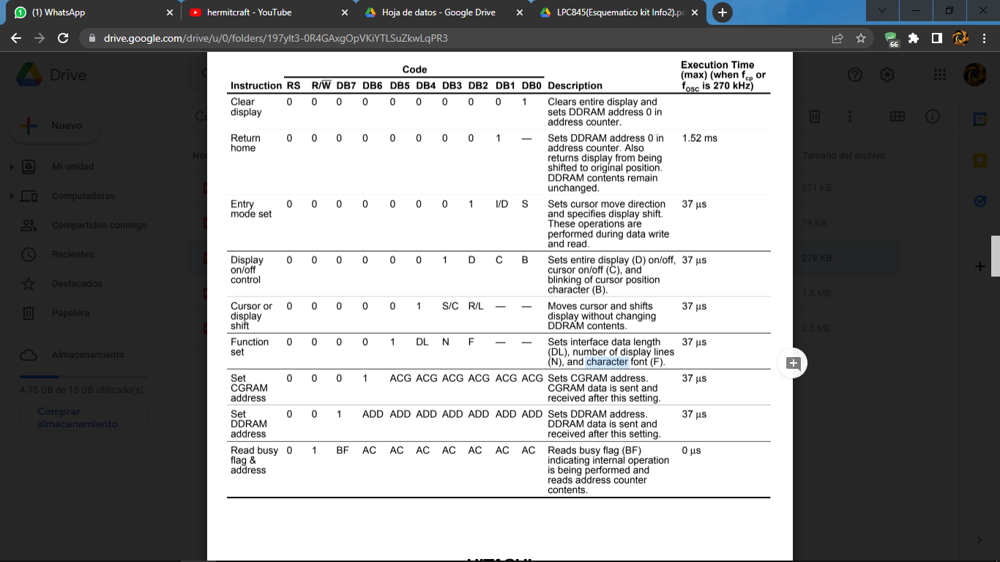 (1) WhatsApp
hermitcraft - YouTube
Hoja de datos - Google Drive
LPC845(Esquematico kit Info2).p
drive.google.com/drive/u/0/folders/197ylt3-0R4GAxgOpVKiYTLSuZkwLqPR3
66
Drive
Nuevo
Mi unidad
Computadoras
Compartidos conmigo
Recientes
Destacados
Papelera
Almacenamiento
4.75 GB de 15 GB utilizado(s)
Comprar
almacenamiento
Tamaño del archivo
871 KB
79 KB
278 KB
1.5 MB
2.5 MB
Code
Execution Time
(max) (when fcp or
fosc is 270 kHz)
Instruction RS R/W DB7 DB6 DB5 DB4 DB3 DB2 DB1 DB0 Description
Clear 0 0 0 0 0 0 0 0 0 1 Clears entire display and
display sets DDRAM address 0 in
address counter.
Return 0 0 0 0 0 0 0 0 1 — Sets DDRAM address 0 in 1.52 ms
home address counter. Also
returns display from being
shifted to original position.
DDRAM contents remain
unchanged.
Entry 0 0 0 0 0 0 0 1 I/D S Sets cursor move direction 37 µs
mode set and specifies display shift.
These operations are
performed during data write
and read.
Display 0 0 0 0 0 0 1 D C B Sets entire display (D) on/off, 37 µs
on/off cursor on/off (C), and
control blinking of cursor position
character (B).
Cursor or 0 0 0 0 0 1 S/C R/L — — Moves cursor and shifts 37 µs
display display without changing
shift DDRAM contents.
Function 0 0 0 0 1 DL N F — — Sets interface data length 37 µs
set (DL), number of display lines
(N), and character font (F).
Set 0 0 0 1 ACG ACG ACG ACG ACG ACG Sets CGRAM address. 37 µs
CGRAM CGRAM data is sent and
address received after this setting.
Set 0 0 1 ADD ADD ADD ADD ADD ADD ADD Sets DDRAM address. 37 µs
DDRAM DDRAM data is sent and
address received after this setting.
Read busy 0 1 BF AC AC AC AC AC AC AC Reads busy flag (BF) 0 µs
flag & indicating internal operation
address is being performed and
reads address counter
contents.